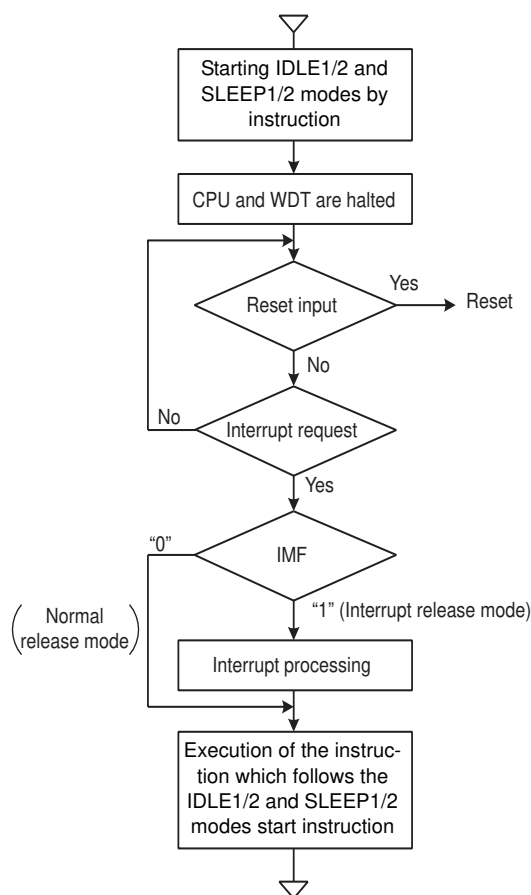 Starting IDLE1/2 and
SLEEP1/2 modes by
instruction
CPU and WDT are halted
Reset input
Yes
Reset
No
Interrupt request
No
Yes
IMF
“0”
(Normal
release mode)
“1” (Interrupt release mode)
Interrupt processing
Execution of the instruc-
tion which follows the
IDLE1/2 and SLEEP1/2
modes start instruction